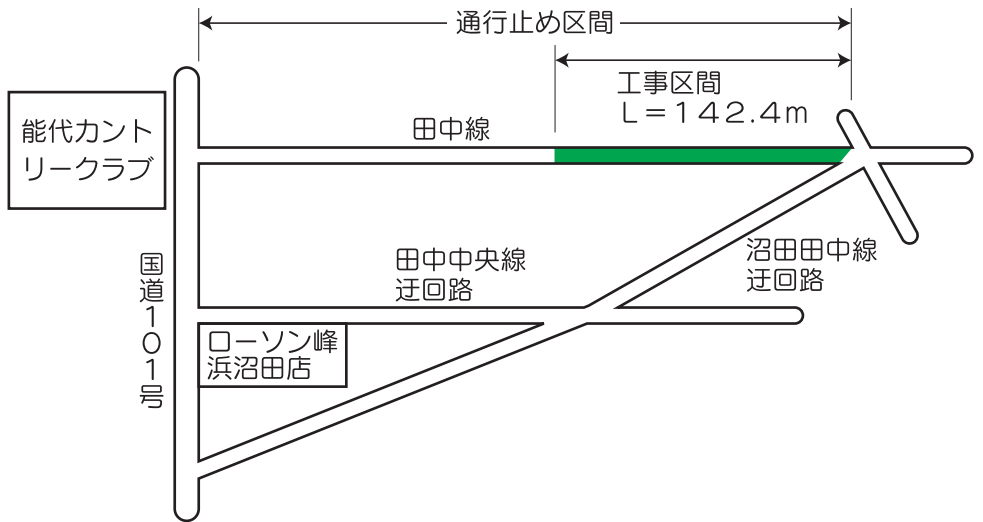 通行止め区間
工事区間
L=142.4m
田中線
能代カント
リークラブ
国道101号
田中中央線
迂回路
沼田田中線
迂回路
ローソン峰
浜沼田店